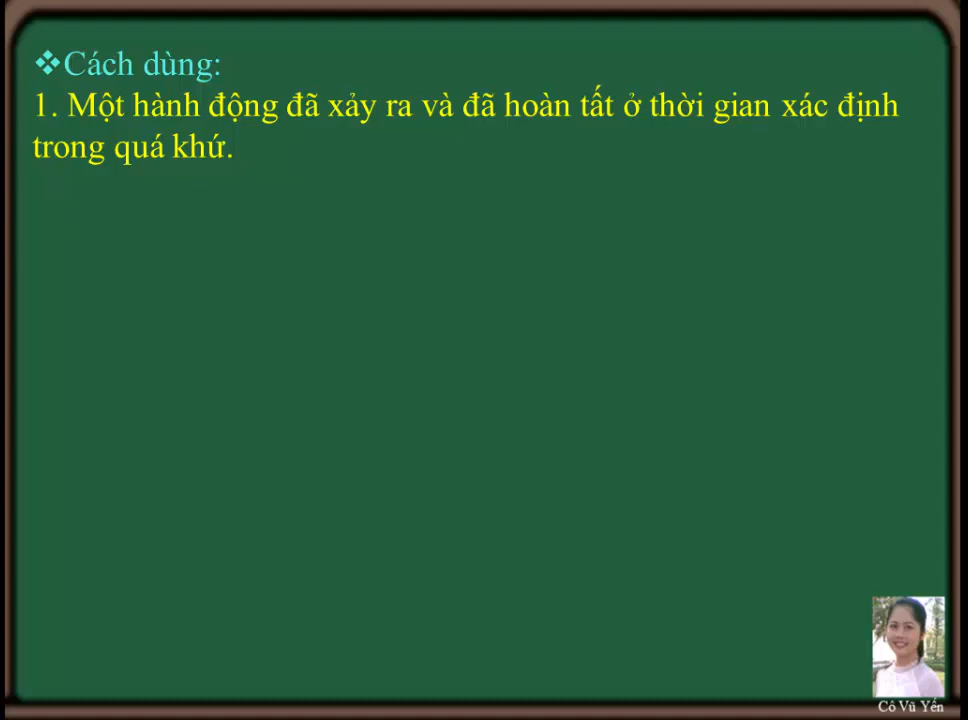 ❖Cách dùng:
1. Một hành động đã xảy ra và đã hoàn tất ở thời gian xác định
trong quá khứ.
Cô Vũ Yến